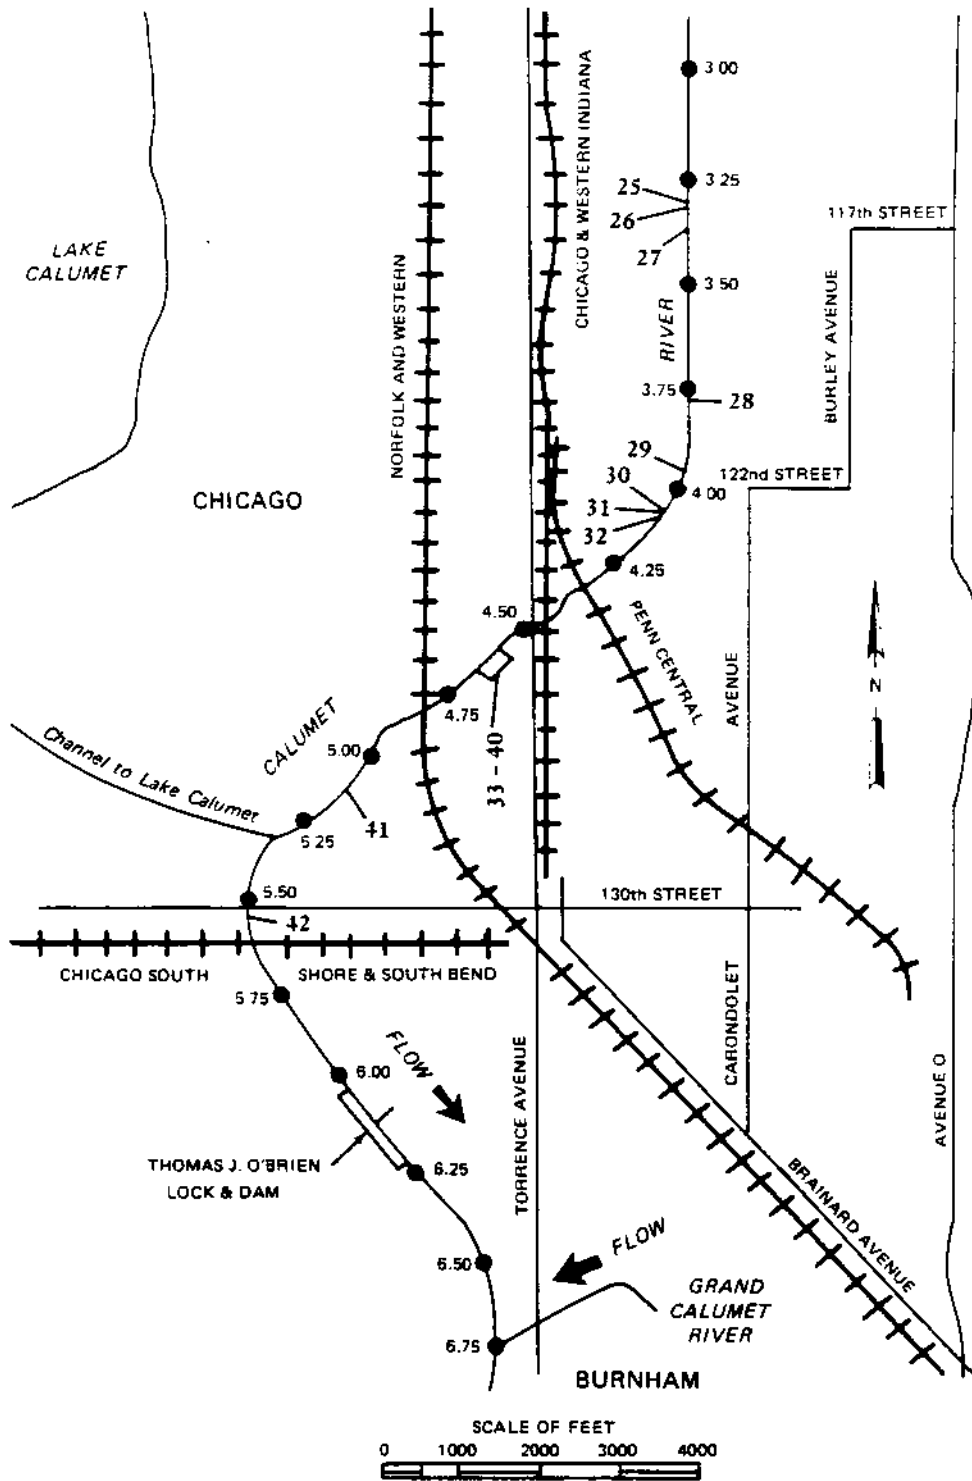 3.00
CHICAGO & WESTERN INDIANA
25
3.25
26
117th STREET
27
LAKE
CALUMET
NORFOLK AND WESTERN
3.50
RIVER
BURLEY AVENUE
3.75
28
29
122nd STREET
30
4.00
CHICAGO
31
32
4.25
4.50
PENN CENTRAL
AVENUE
N
4.75
CALUMET
5.00
33 - 40
Channel to Lake Calumet
41
5.25
5.50
130th STREET
42
CHICAGO SOUTH
SHORE & SOUTH BEND
5.75
CARONDOLET
FLOW
6.00
TORRENCE AVENUE
AVENUE O
THOMAS J. O'BRIEN
LOCK & DAM
6.25
BRAINARD AVENUE
FLOW
6.50
GRAND
CALUMET
RIVER
6.75
BURNHAM
SCALE OF FEET
0 1000 2000 3000 4000